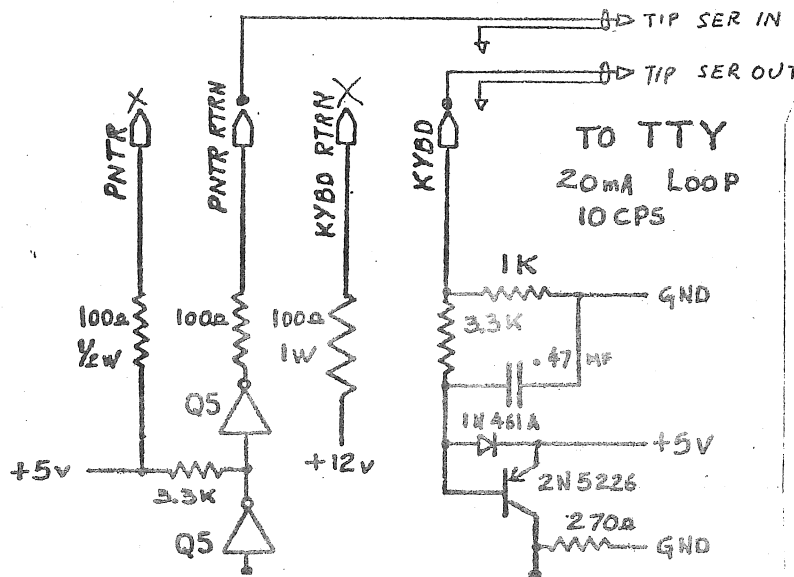 TIP SER IN
TIP SER OUT
X
X
PNTR
PNTR RTRN
KYBD RTRN
KYBD
TO TTY
20mA LOOP
10CPS
1K
GND
100Ω
½W
100Ω
100Ω
1W
3.3K
.47 MF
Q5
1N461A
+5V
+5V
+12V
3.3K
2N5226
270Ω
Q5
GND